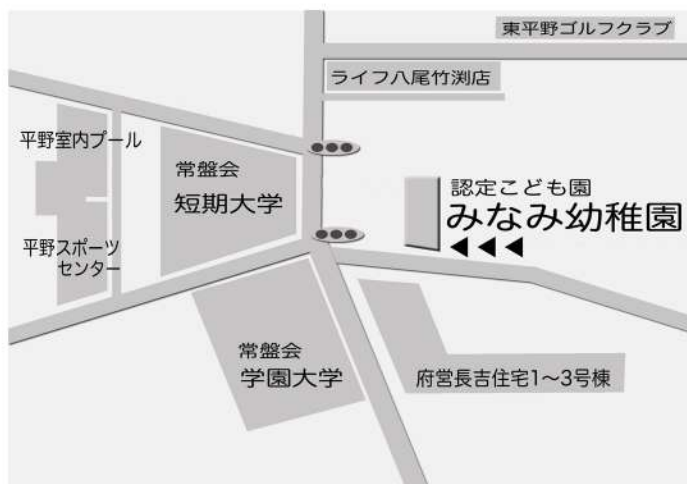 東平野ゴルフクラブ
ライフ八尾竹渕店
平野室内プール
常盤会
短期大学
認定こども園
みなみ幼稚園
◀◀◀
平野スポーツ
センター
常盤会
学園大学
府営長吉住宅1〜3号棟